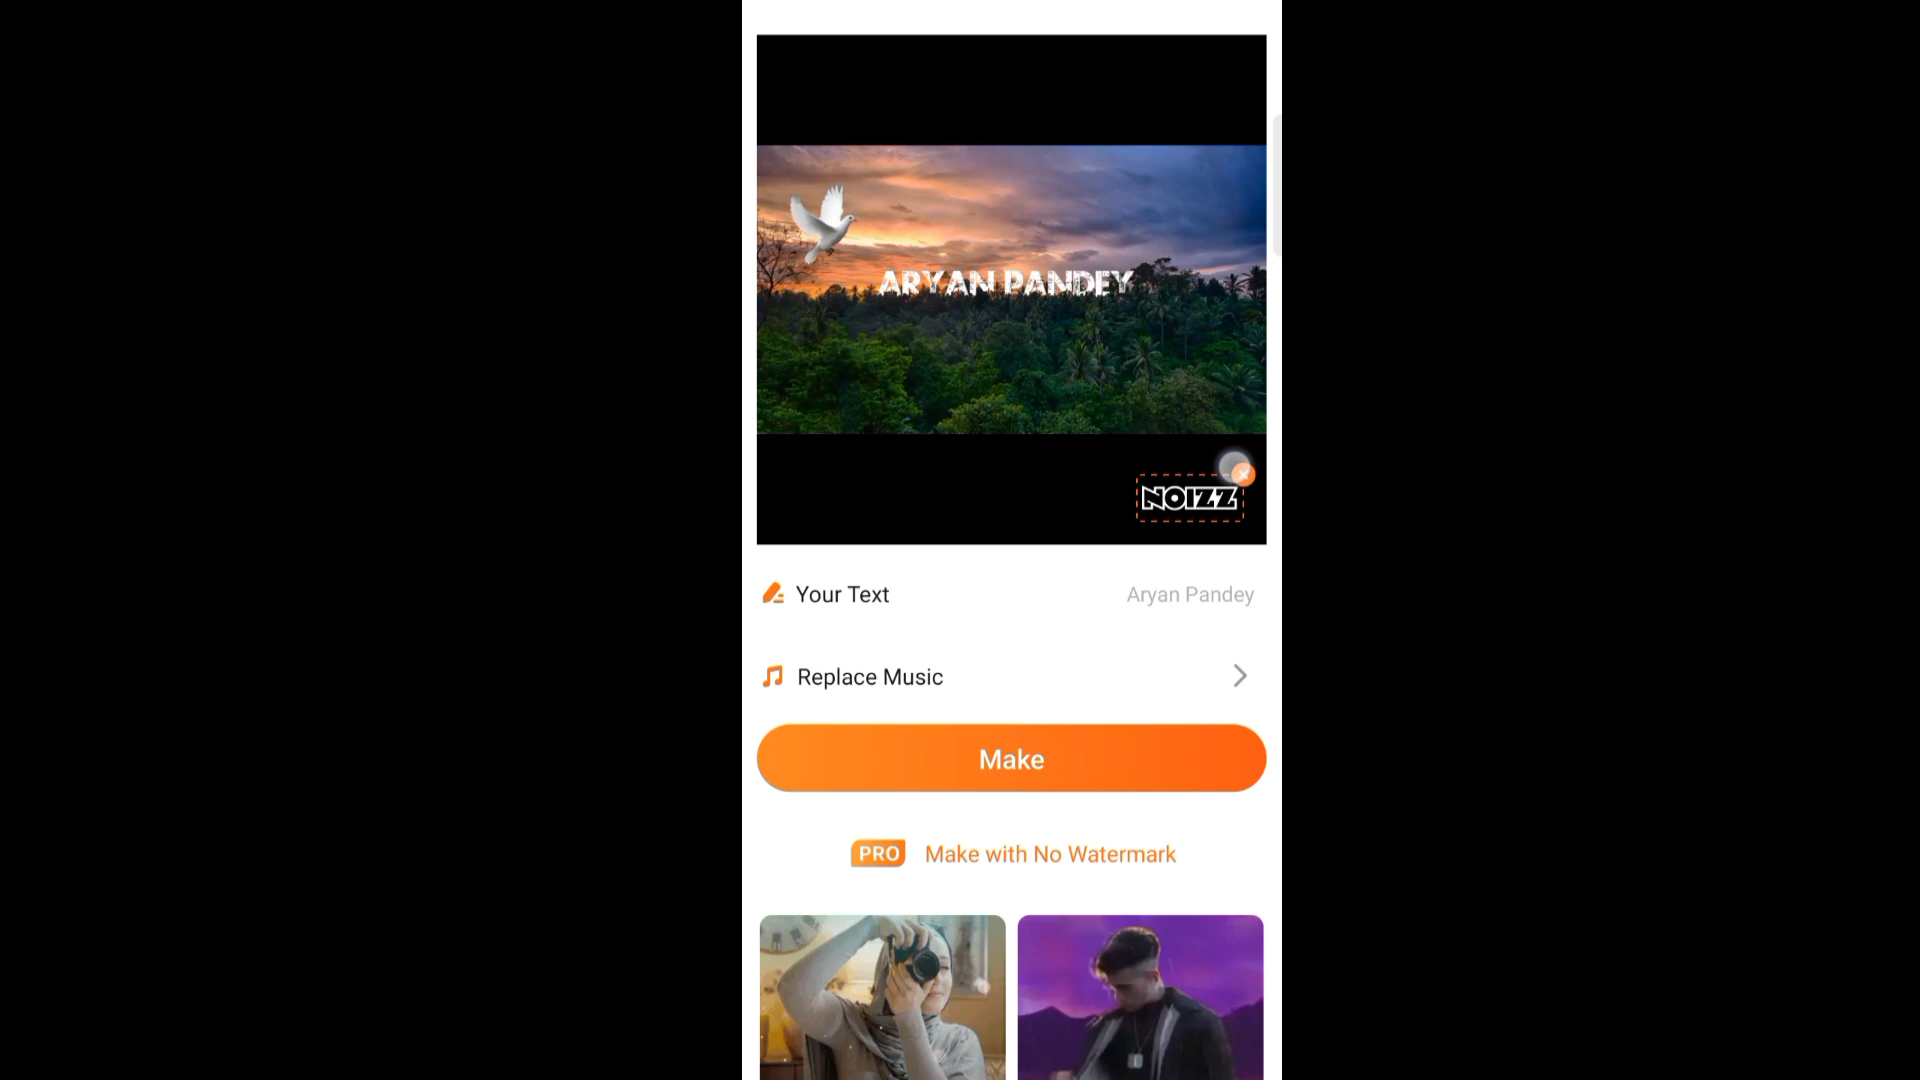 ARYAN PANDEY
NOIZZ
Your Text
Aryan Pandey
Replace Music
Make
PRO
Make with No Watermark